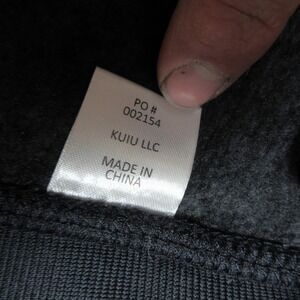 PO #
002154
KUIU LLC
MADE IN
CHINA